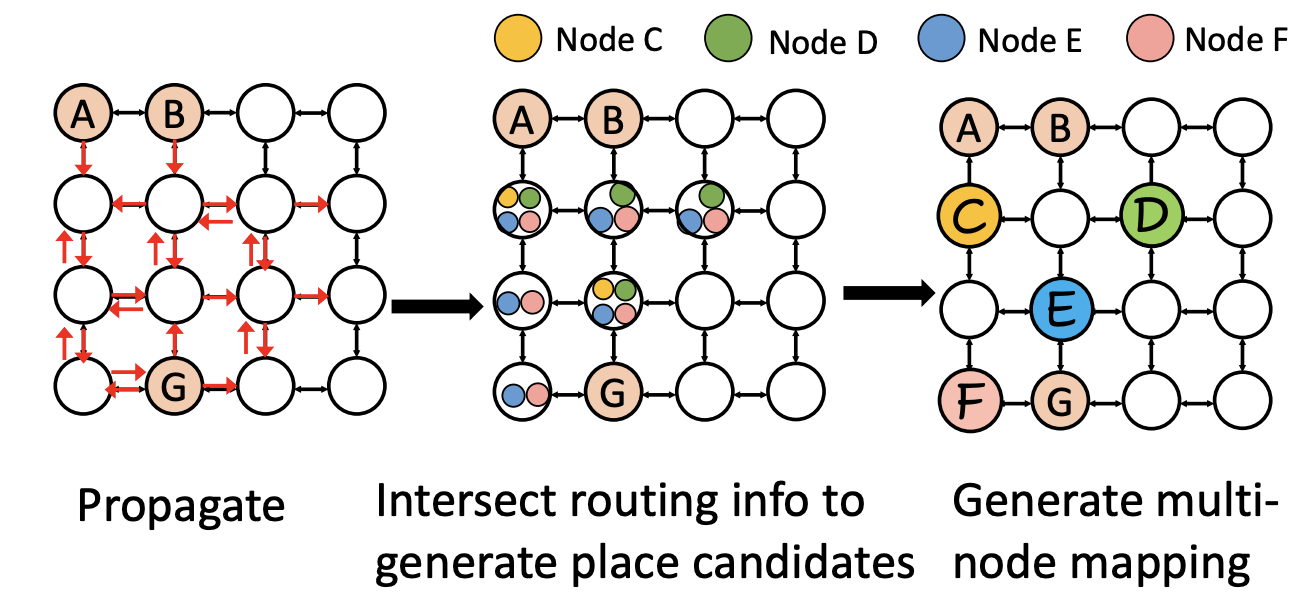 Node C Node D Node E Node F
A B A B A B
C D
E
G G F G
Propagate
Intersect routing info to
generate place candidates
Generate multi-
node mapping